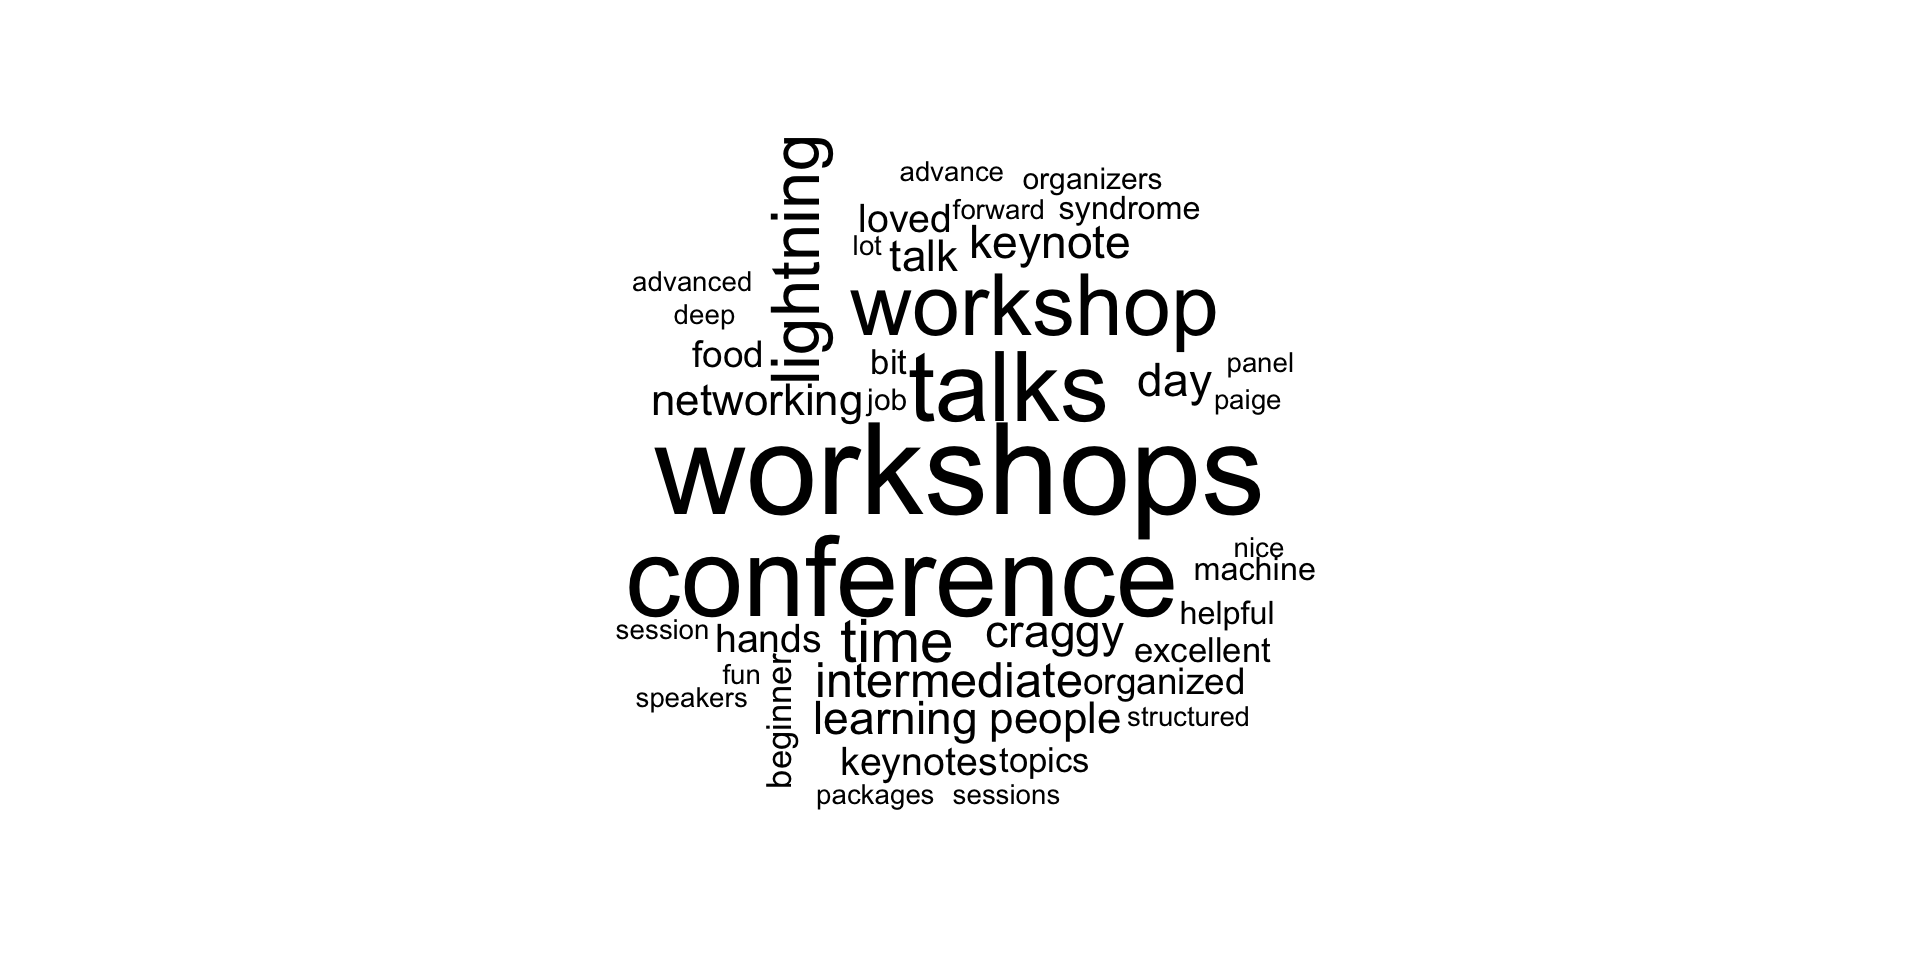 lightning
advance organizers
loved forward syndrome
lot talk keynote
advanced
workshop
deep
food bit talks day panel
networking job paige
workshops
conference nice
machine
helpful
session hands time craggy excellent
fun beginner intermediate organized
speakers learning people structured
keynotes topics
packages sessions